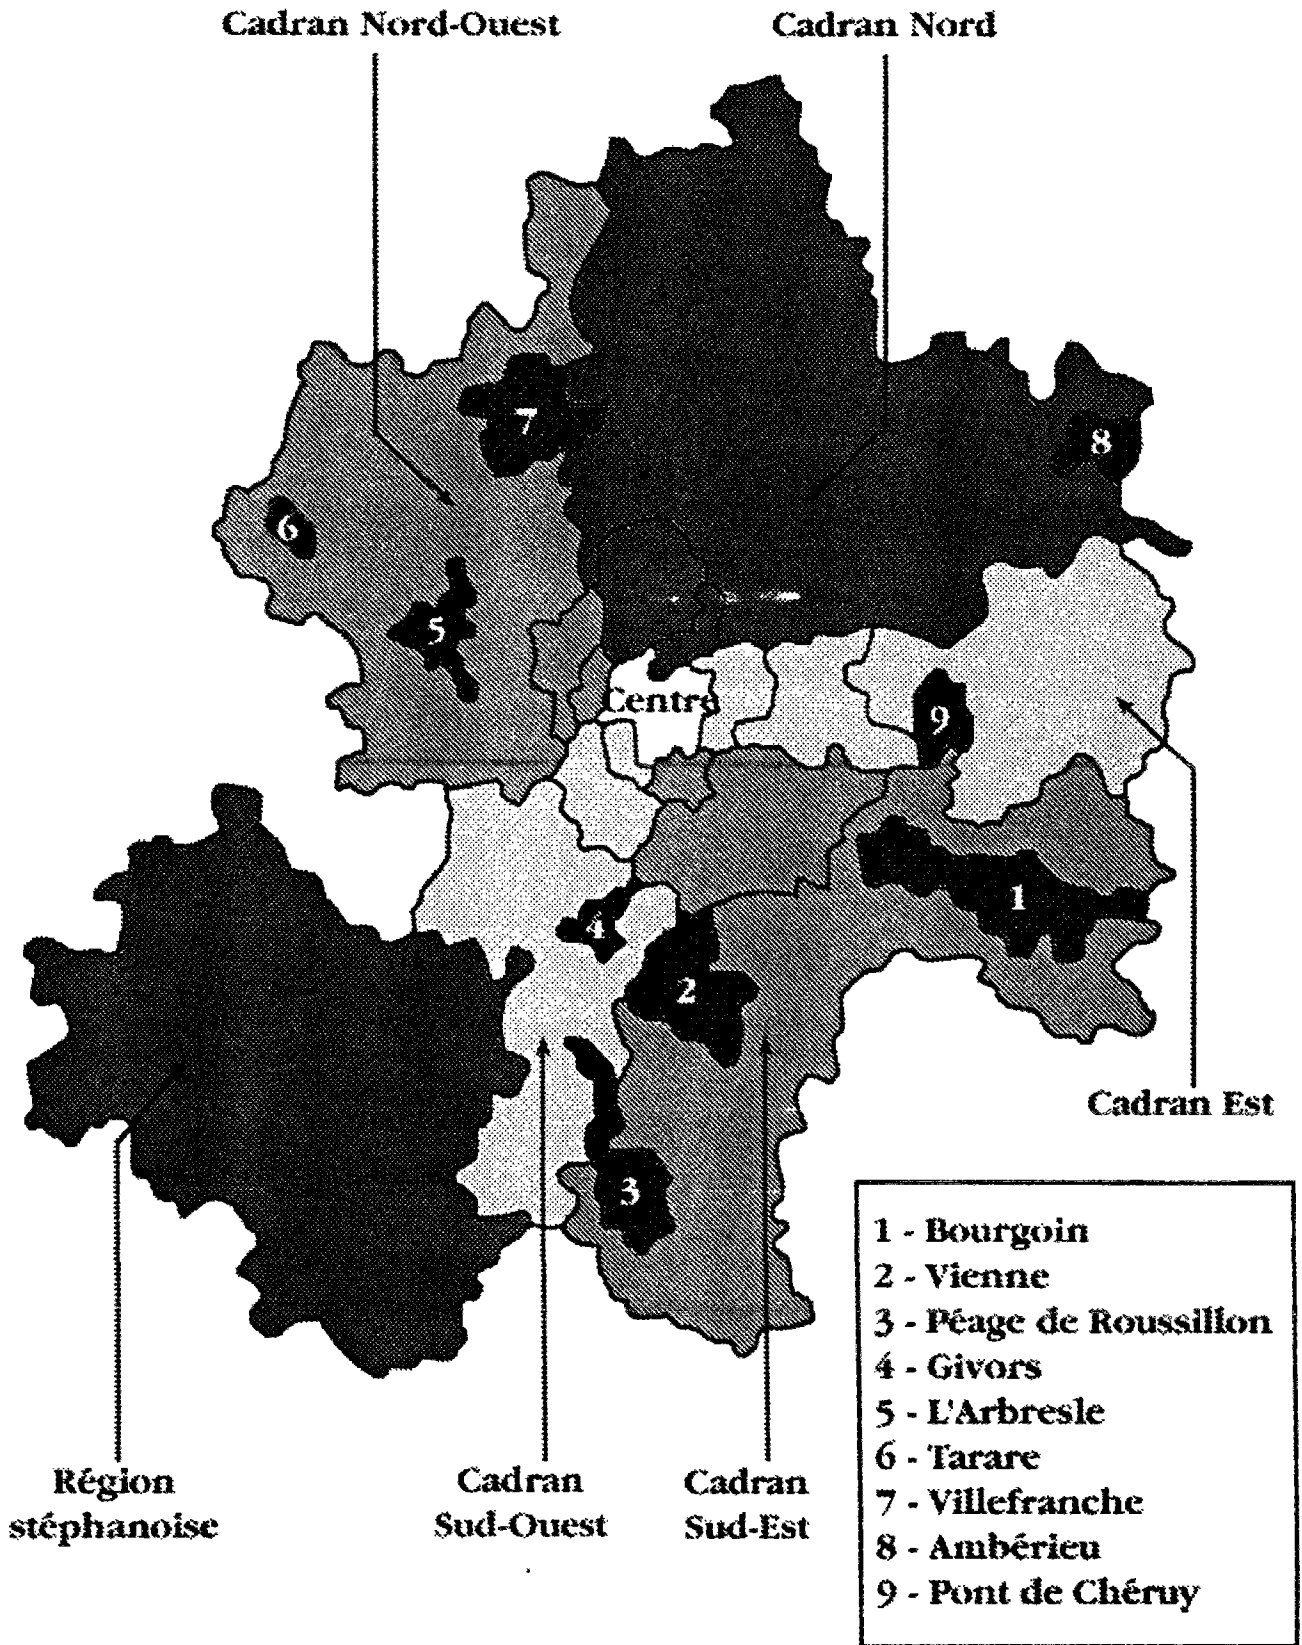 Cadran Nord-Ouest
Cadran Nord
7
8
6
5
Centre
9
1
4
2
Cadran Est
3
1 - Bourgoin
2 - Vienne
3 - Péage de Roussillon
4 - Givors
5 - L'Arbresle
6 - Tarare
7 - Villefranche
8 - Ambérieu
9 - Pont de Chéruy
Région
stéphanoise
Cadran
Sud-Ouest
Cadran
Sud-Est